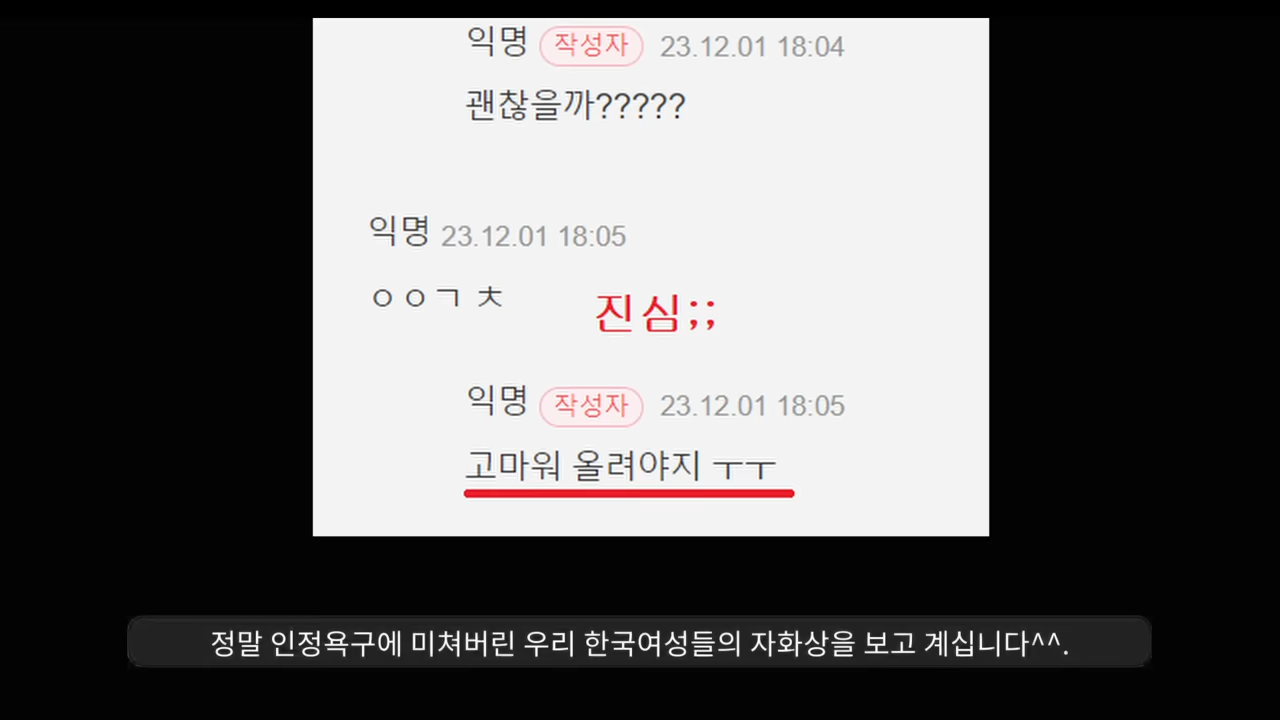 익명 작성자 23.12.01 18:04
괜찮을까?????
익명 23.12.01 18:05
ㅇㅇㄱㅊ
진심;;
익명 작성자 23.12.01 18:05
고마워 올려야지 ㅜㅜ
정말 인정욕구에 미쳐버린 우리 한국여성들의 자화상을 보고 계십니다^^.